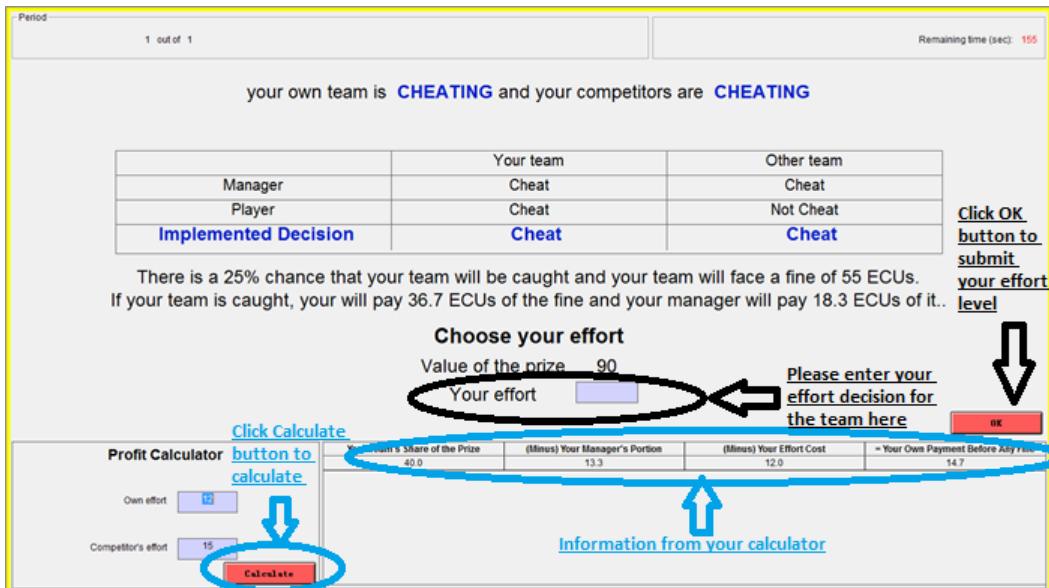 Period
1 out of 1
Remaining time (sec): 155
your own team is CHEATING and your competitors are CHEATING
Your team Other team
Manager Cheat Cheat
Player Cheat Not Cheat
Implemented Decision Cheat Cheat
Click OK
button to
submit
your effort
level
There is a 25% chance that your team will be caught and your team will face a fine of 55 ECUs.
If your team is caught, your will pay 36.7 ECUs of the fine and your manager will pay 18.3 ECUs of it..
Choose your effort
Value of the prize 90
Your effort
Please enter your
effort decision for
the team here
OK
Click Calculate
button to
calculate
Profit Calculator
Own effort 12
Competitor's effort 15
Calculate
Share of the Prize (Minus) Your Manager's Portion (Minus) Your Effort Cost = Your Own Payment Before Any Fine
40.0 13.3 12.0 14.7
Information from your calculator